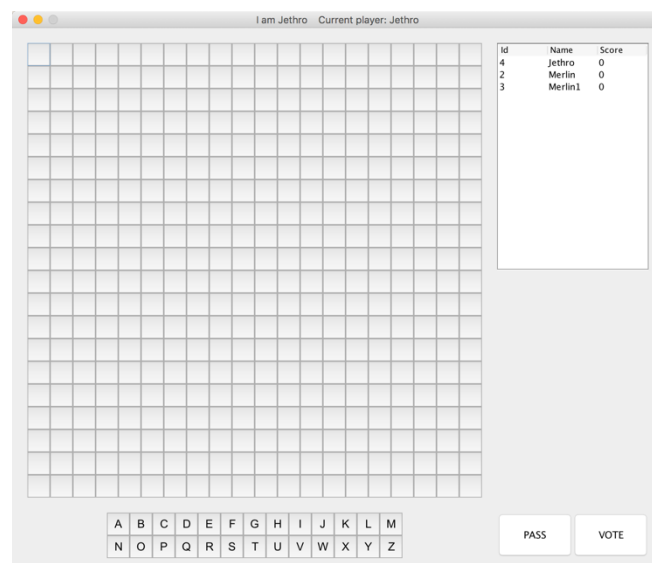 I am Jethro Current player: Jethro
Id Name Score
4 Jethro 0
2 Merlin 0
3 Merlin1 0
A B C D E F G H I J K L M
N O P Q R S T U V W X Y Z
PASS VOTE